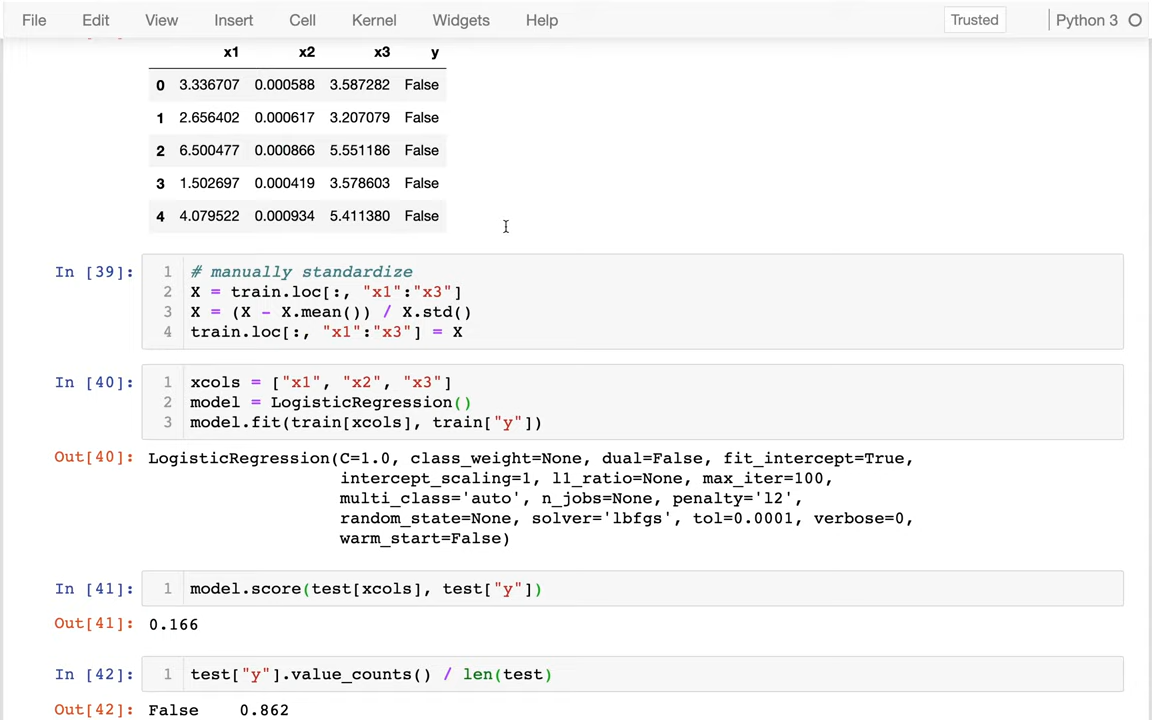 File Edit View Insert Cell Kernel Widgets Help Trusted Python 3
x1 x2 x3 y
0 3.336707 0.000588 3.587282 False
1 2.656402 0.000617 3.207079 False
2 6.500477 0.000866 5.551186 False
3 1.502697 0.000419 3.578603 False
4 4.079522 0.000934 5.411380 False
In [39]: 1 # manually standardize
2 X = train.loc[:, "x1":"x3"]
3 X = (X - X.mean()) / X.std()
4 train.loc[:, "x1":"x3"] = X
In [40]: 1 xcols = ["x1", "x2", "x3"]
2 model = LogisticRegression()
3 model.fit(train[xcols], train["y"])
Out[40]: LogisticRegression(C=1.0, class_weight=None, dual=False, fit_intercept=True,
intercept_scaling=1, l1_ratio=None, max_iter=100,
multi_class='auto', n_jobs=None, penalty='l2',
random_state=None, solver='lbfgs', tol=0.0001, verbose=0,
warm_start=False)
In [41]: 1 model.score(test[xcols], test["y"])
Out[41]: 0.166
In [42]: 1 test["y"].value_counts() / len(test)
Out[42]: False 0.862